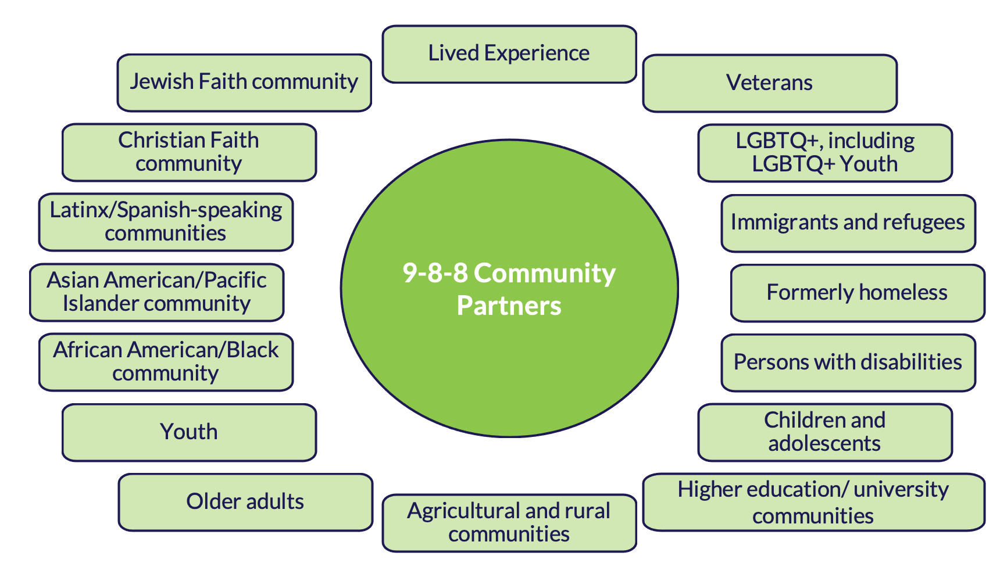 Lived Experience
Jewish Faith community
Veterans
Christian Faith
community
LGBTQ+, including
LGBTQ+ Youth
Latinx/Spanish-speaking
communities
Immigrants and refugees
9-8-8 Community
Partners
Asian American/Pacific
Islander community
Formerly homeless
African American/Black
community
Persons with disabilities
Youth
Children and
adolescents
Older adults
Agricultural and rural
communities
Higher education/ university
communities